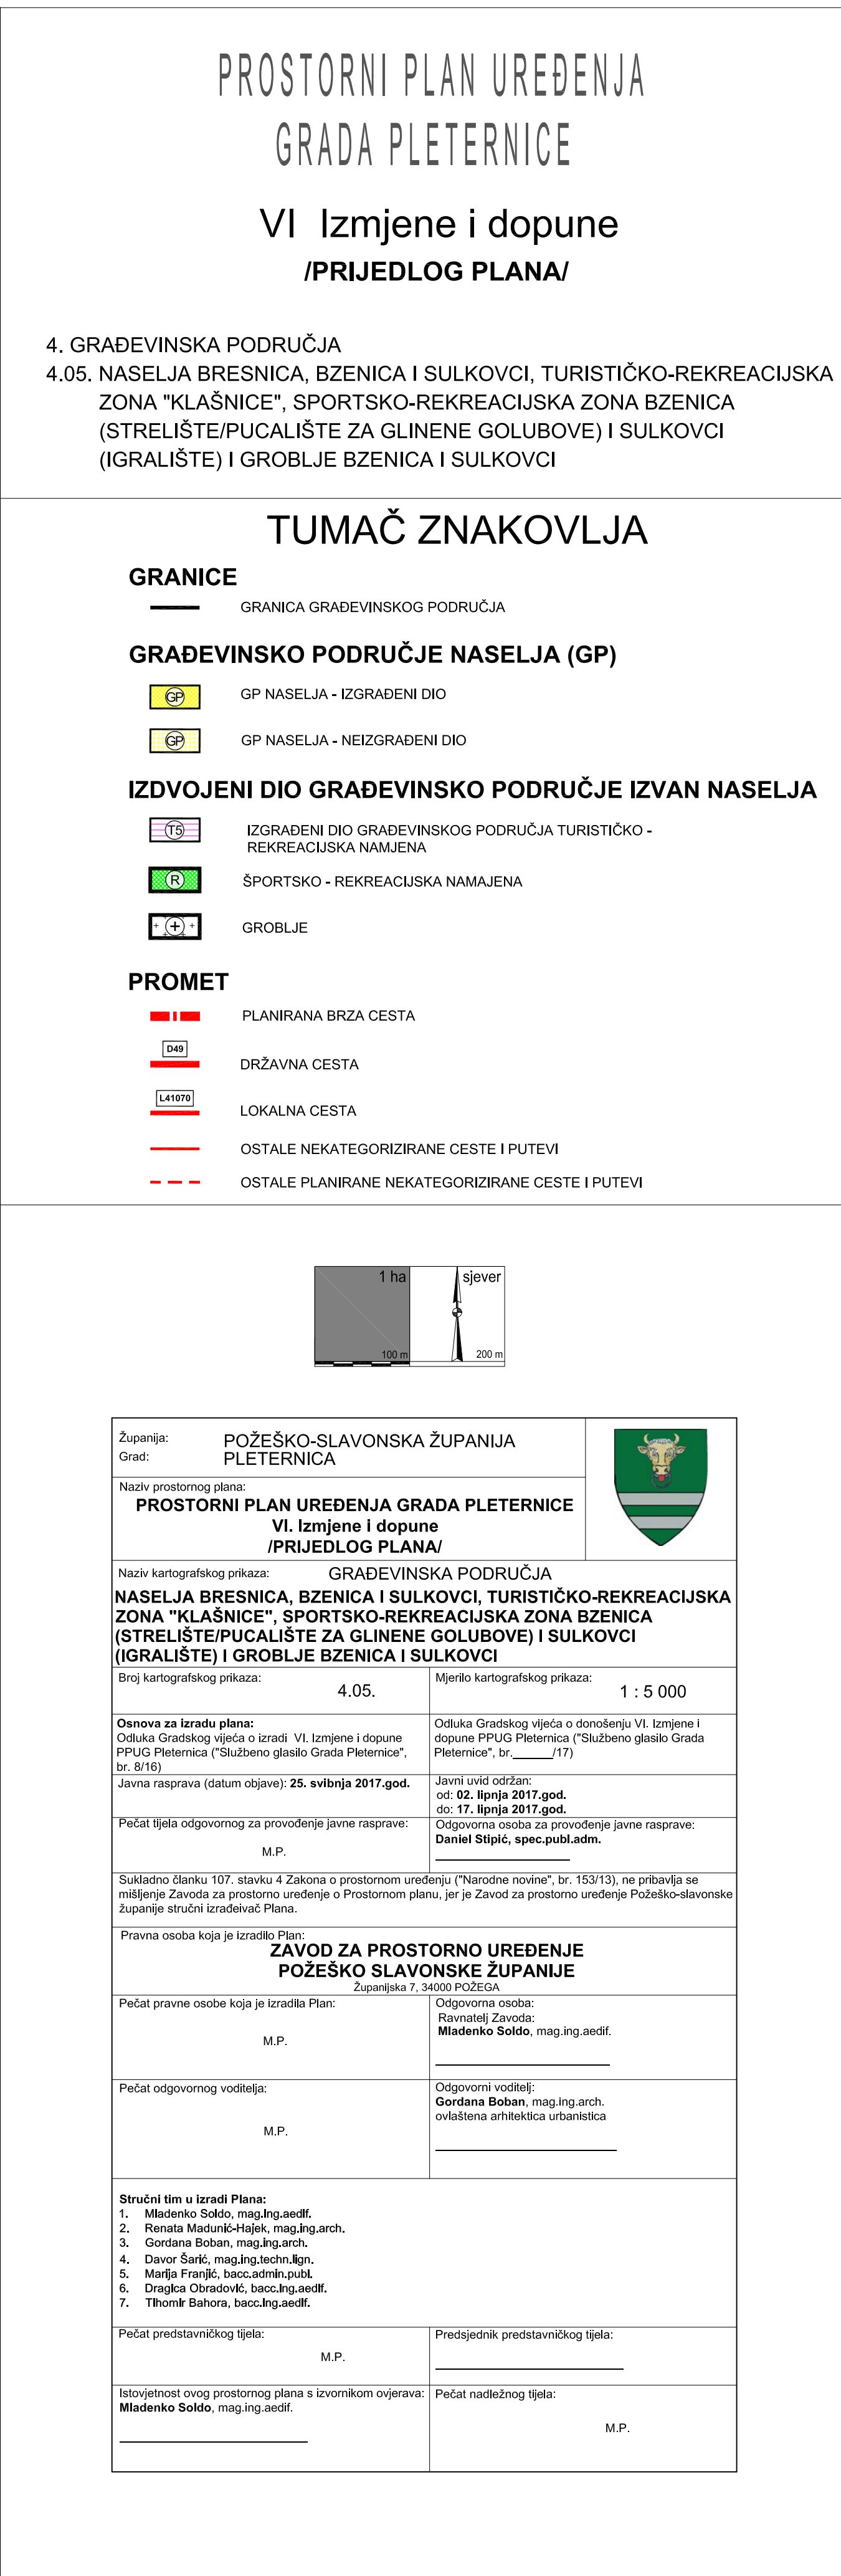 PROSTORNI PLAN UREĐENJA
GRADA PLETERNICE
VI Izmjene i dopune
/PRIJEDLOG PLANA/
4. GRAĐEVINSKA PODRUČJA
4.05. NASELJA BRESNICA, BZENICA I SULKOVCI, TURISTIČKO-REKREACIJSKA
ZONA "KLAŠNICE", SPORTSKO-REKREACIJSKA ZONA BZENICA
(STRELIŠTE/PUCALIŠTE ZA GLINENE GOLUBOVE) I SULKOVCI
(IGRALIŠTE) I GROBLJE BZENICA I SULKOVCI
TUMAČ ZNAKOVLJA
GRANICE
GRANICA GRAĐEVINSKOG PODRUČJA
GRAĐEVINSKO PODRUČJE NASELJA (GP)
GP GP NASELJA - IZGRAĐENI DIO
GP GP NASELJA - NEIZGRAĐENI DIO
IZDVOJENI DIO GRAĐEVINSKO PODRUČJE IZVAN NASELJA
T5 IZGRAĐENI DIO GRAĐEVINSKOG PODRUČJA TURISTIČKO -
REKREACIJSKA NAMJENA
R ŠPORTSKO - REKREACIJSKA NAMAJENA
GROBLJE
PROMET
PLANIRANA BRZA CESTA
D49
DRŽAVNA CESTA
L41070
LOKALNA CESTA
OSTALE NEKATEGORIZIRANE CESTE I PUTEVI
OSTALE PLANIRANE NEKATEGORIZIRANE CESTE I PUTEVI
1 ha sjever
100 m 200 m
Županija: POŽEŠKO-SLAVONSKA ŽUPANIJA
Grad: PLETERNICA
Naziv prostornog plana:
PROSTORNI PLAN UREĐENJA GRADA PLETERNICE
VI. Izmjene i dopune
/PRIJEDLOG PLANA/
Naziv kartografskog prikaza: GRAĐEVINSKA PODRUČJA
NASELJA BRESNICA, BZENICA I SULKOVCI, TURISTIČKO-REKREACIJSKA
ZONA "KLAŠNICE", SPORTSKO-REKREACIJSKA ZONA BZENICA
(STRELIŠTE/PUCALIŠTE ZA GLINENE GOLUBOVE) I SULKOVCI
(IGRALIŠTE) I GROBLJE BZENICA I SULKOVCI
Broj kartografskog prikaza: 4.05.
Mjerilo kartografskog prikaza: 1 : 5 000
Osnova za izradu plana:
Odluka Gradskog vijeća o izradi VI. Izmjene i dopune
PPUG Pleternica ("Službeno glasilo Grada Pleternice",
br. 8/16)
Odluka Gradskog vijeća o donošenju VI. Izmjene i
dopune PPUG Pleternica ("Službeno glasilo Grada
Pleternice", br.______/17)
Javna rasprava (datum objave): 25. svibnja 2017.god.
Javni uvid održan:
od: 02. lipnja 2017.god.
do: 17. lipnja 2017.god.
Pečat tijela odgovornog za provođenje javne rasprave:
M.P.
Odgovorna osoba za provođenje javne rasprave:
Daniel Stipić, spec.publ.adm.
Sukladno članku 107. stavku 4 Zakona o prostornom uređenju ("Narodne novine", br. 153/13), ne pribavlja se
mišljenje Zavoda za prostorno uređenje o Prostornom planu, jer je Zavod za prostorno uređenje Požeško-slavonske
županije stručni izrađeivač Plana.
Pravna osoba koja je izradilo Plan:
ZAVOD ZA PROSTORNO UREĐENJE
POŽEŠKO SLAVONSKE ŽUPANIJE
Županijska 7, 34000 POŽEGA
Pečat pravne osobe koja je izradila Plan:
M.P.
Odgovorna osoba:
Ravnatelj Zavoda:
Mladenko Soldo, mag.ing.aedif.
Pečat odgovornog voditelja:
M.P.
Odgovorni voditelj:
Gordana Boban, mag.ing.arch.
ovlaštena arhitektica urbanistica
Stručni tim u izradi Plana:
1. Mladenko Soldo, mag.ing.aedif.
2. Renata Madunić-Hajek, mag.ing.arch.
3. Gordana Boban, mag.ing.arch.
4. Davor Šarić, mag.ing.techn.lign.
5. Marija Franjić, bacc.admin.publ.
6. Dragica Obradović, bacc.ing.aedif.
7. Tihomir Bahora, bacc.ing.aedif.
Pečat predstavničkog tijela:
M.P.
Predsjednik predstavničkog tijela:
Istovjetnost ovog prostornog plana s izvornikom ovjerava:
Mladenko Soldo, mag.ing.aedif.
Pečat nadležnog tijela:
M.P.